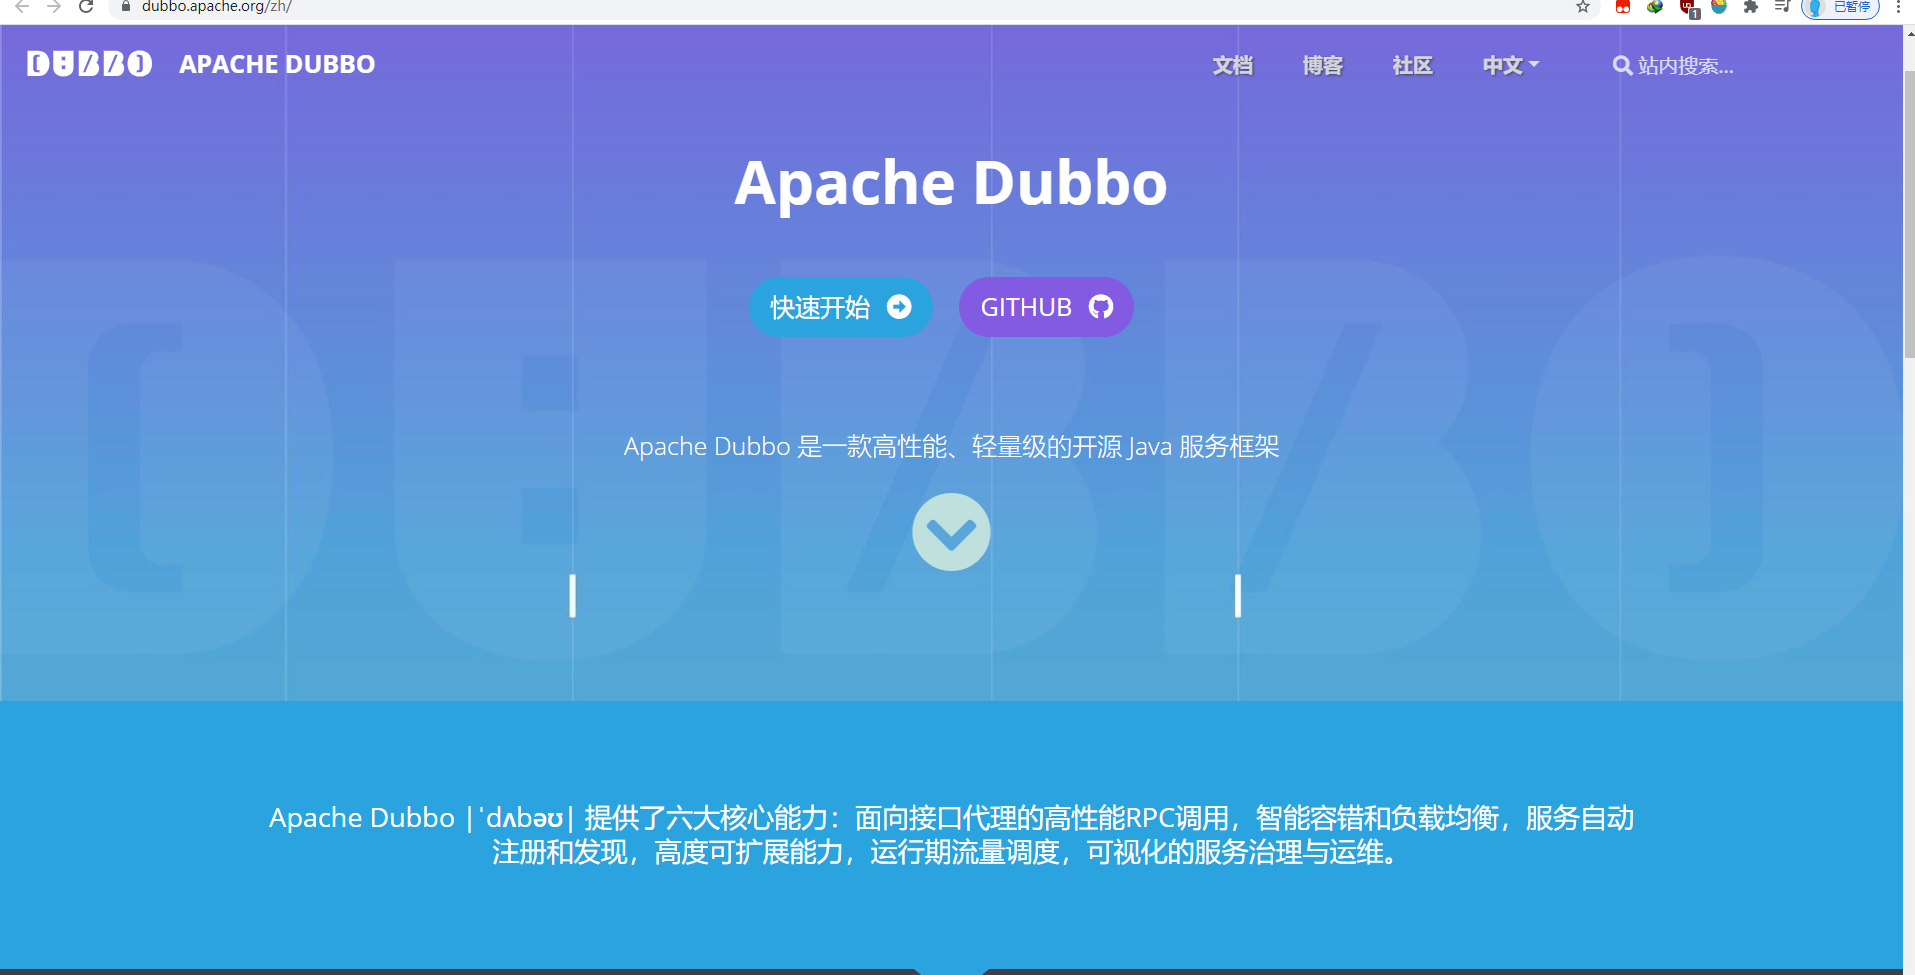 dubbo.apache.org/zh/
1
已暂停
DUBBO APACHE DUBBO 文档 博客 社区 中文 站内搜索...
Apache Dubbo
快速开始 GITHUB
Apache Dubbo 是一款高性能、轻量级的开源 Java 服务框架
DUBBO
Apache Dubbo |ˈdʌbəʊ| 提供了六大核心能力：面向接口代理的高性能RPC调用，智能容错和负载均衡，服务自动
注册和发现，高度可扩展能力，运行期流量调度，可视化的服务治理与运维。